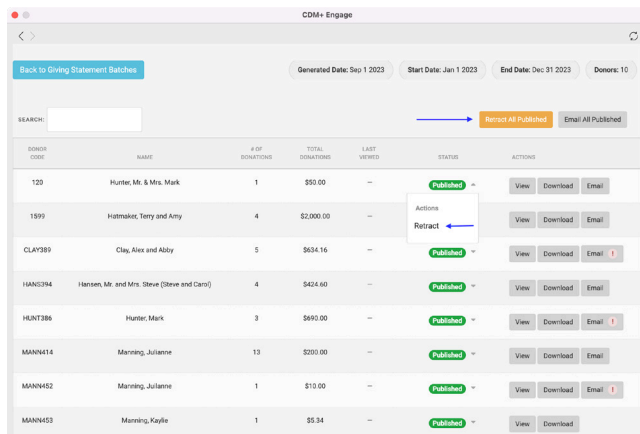 CDM+ Engage
Back to Giving Statement Batches
Generated Date: Sep 1 2023
Start Date: Jan 1 2023
End Date: Dec 31 2023
Donors: 10
SEARCH:
Retract All Published
Email All Published
DONOR CODE NAME # OF DONATIONS TOTAL DONATIONS LAST VIEWED STATUS ACTIONS
120 Hunter, Mr. & Mrs. Mark 1 $50.00 — Published View Download Email
Actions
Retract
1599 Hatmaker, Terry and Amy 4 $2,000.00 — View Download Email
CLAY389 Clay, Alex and Abby 5 $634.16 — Published View Download Email !
HANS394 Hansen, Mr. and Mrs. Steve (Steve and Carol) 4 $424.60 — Published View Download Email
HUNT386 Hunter, Mark 3 $690.00 — Published View Download Email !
MANN414 Manning, Julianne 13 $200.00 — Published View Download Email
MANN452 Manning, Julianne 1 $10.00 — Published View Download Email !
MANN453 Manning, Kaylie 1 $5.34 — Published View Download